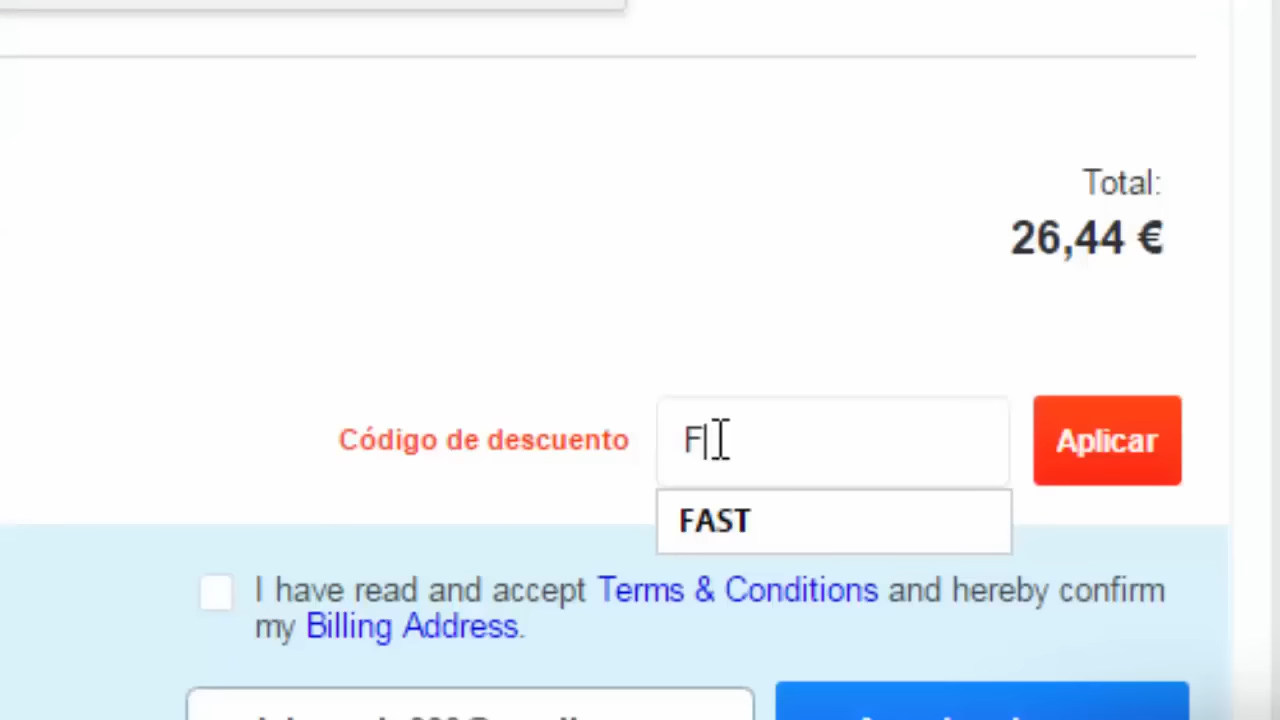 Total:
26,44 €
Código de descuento
F
Aplicar
FAST
I have read and accept Terms & Conditions and hereby confirm
my Billing Address.